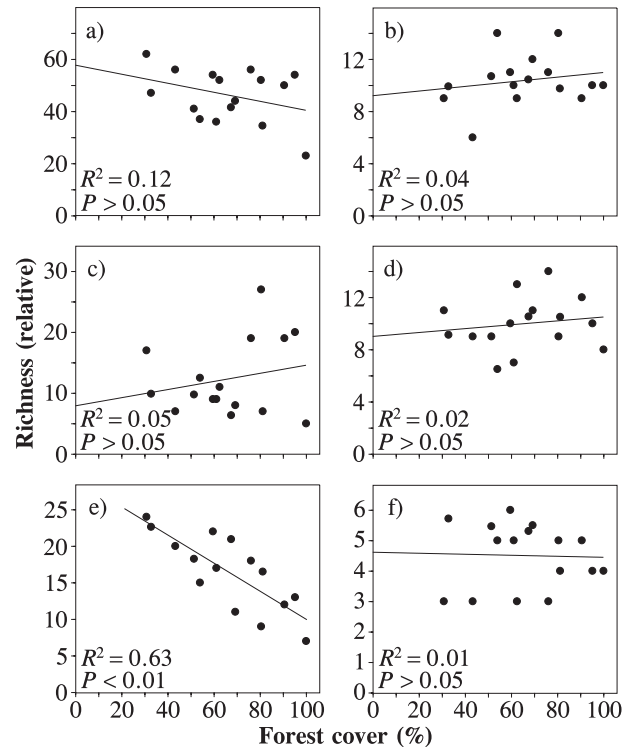 a)
60
40
20
0
R² = 0.12
P > 0.05
b)
12
8
4
0
R² = 0.04
P > 0.05
Richness (relative)
c)
30
20
10
0
R² = 0.05
P > 0.05
d)
12
8
4
0
R² = 0.02
P > 0.05
e)
25
20
15
10
5
0
R² = 0.63
P < 0.01
0 20 40 60 80 100
f)
6
5
4
3
2
1
0
R² = 0.01
P > 0.05
0 20 40 60 80 100
Forest cover (%)